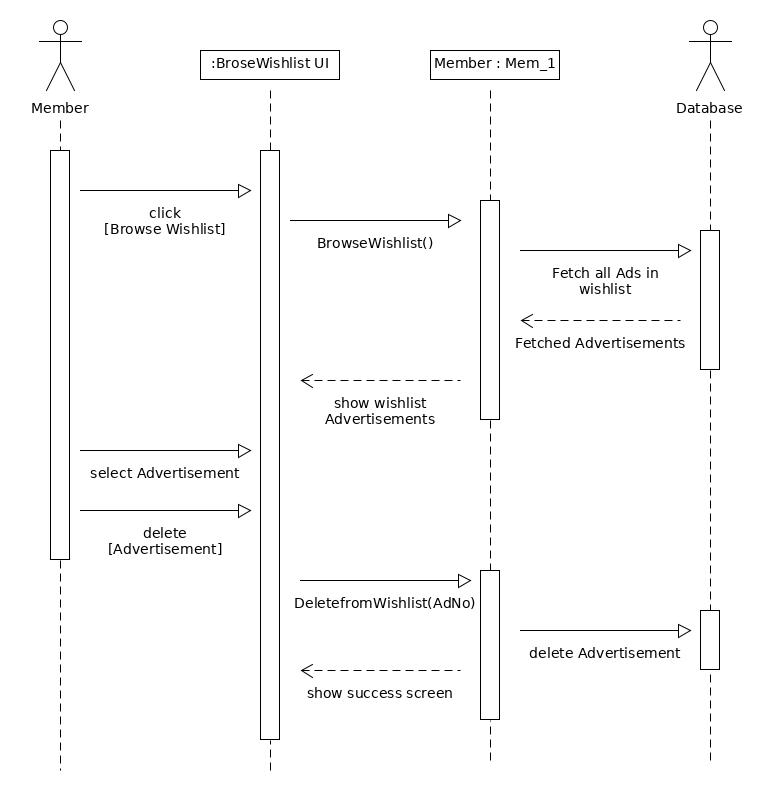 :BroseWishlist UI
Member : Mem_1
Member
Database
click
[Browse Wishlist]
BrowseWishlist()
Fetch all Ads in
wishlist
Fetched Advertisements
show wishlist
Advertisements
select Advertisement
delete
[Advertisement]
DeletefromWishlist(AdNo)
delete Advertisement
show success screen